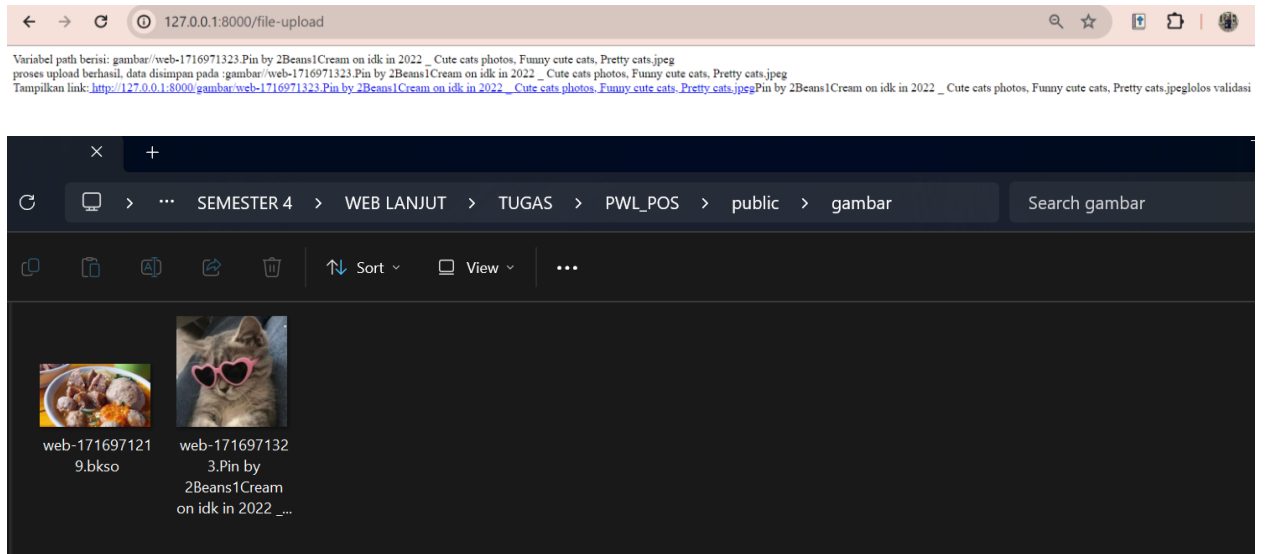 127.0.0.1:8000/file-upload
Variabel path berisi: gambar//web-1716971323.Pin by 2Beans1Cream on idk in 2022 _ Cute cats photos, Funny cute cats, Pretty cats.jpeg
proses upload berhasil, data disimpan pada :gambar//web-1716971323.Pin by 2Beans1Cream on idk in 2022 _ Cute cats photos, Funny cute cats, Pretty cats.jpeg
Tampilkan link: http://127.0.0.1:8000/gambar/web-1716971323.Pin by 2Beans1Cream on idk in 2022 _ Cute cats photos, Funny cute cats, Pretty cats.jpegPin by 2Beans1Cream on idk in 2022 _ Cute cats photos, Funny cute cats, Pretty cats.jpeglolos validasi
SEMESTER 4 > WEB LANJUT > TUGAS > PWL_POS > public > gambar
Search gambar
Sort
View
web-171697121
9.bkso
web-171697132
3.Pin by
2Beans1Cream
on idk in 2022 _...